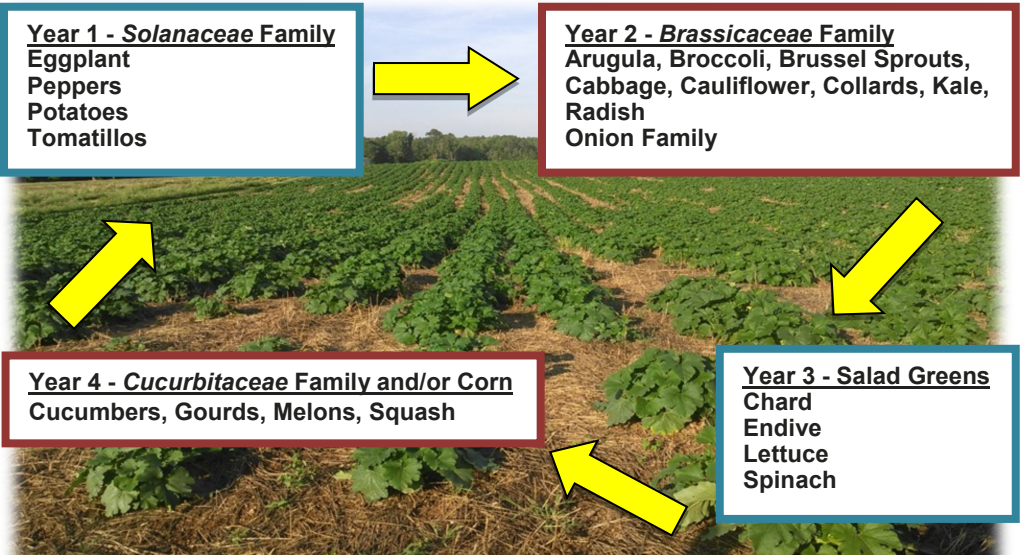 Year 1 - Solanaceae Family
Eggplant
Peppers
Potatoes
Tomatillos
Year 2 - Brassicaceae Family
Arugula, Broccoli, Brussel Sprouts,
Cabbage, Cauliflower, Collards, Kale,
Radish
Onion Family
Year 3 - Salad Greens
Chard
Endive
Lettuce
Spinach
Year 4 - Cucurbitaceae Family and/or Corn
Cucumbers, Gourds, Melons, Squash